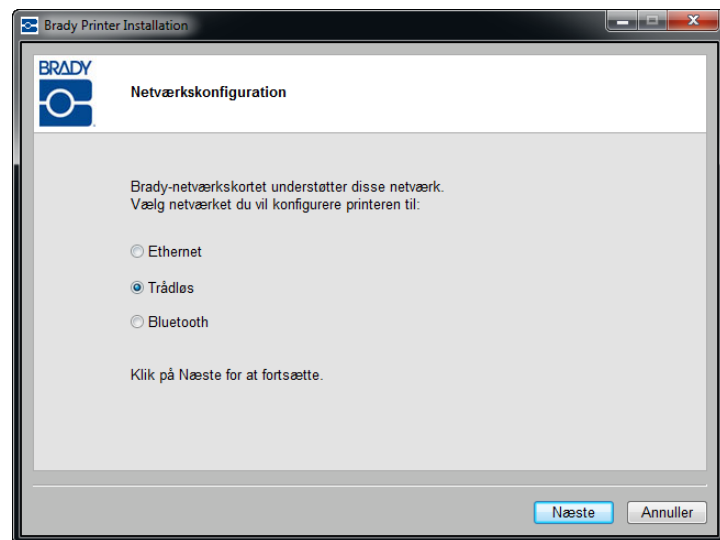 Brady Printer Installation
BRADY
Netværkskonfiguration
Brady-netværkskortet understøtter disse netværk.
Vælg netværket du vil konfigurere printeren til:
Ethernet
Trådløs
Bluetooth
Klik på Næste for at fortsætte.
Næste
Annuller